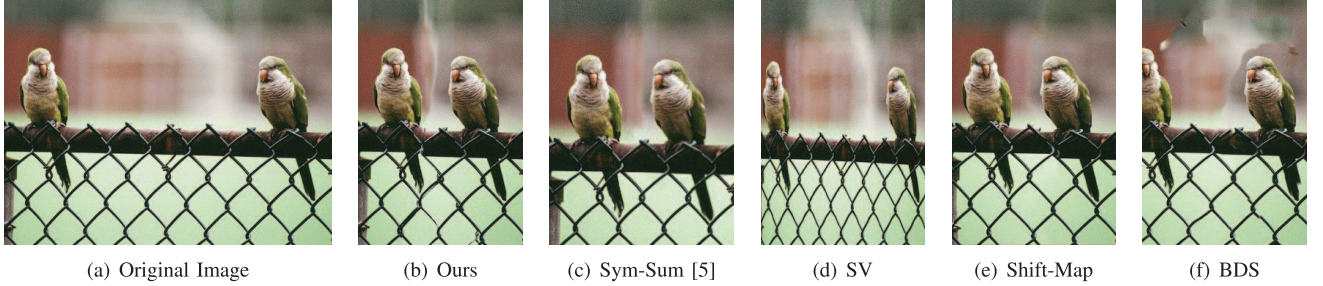 (a) Original Image
(b) Ours
(c) Sym-Sum [5]
(d) SV
(e) Shift-Map
(f) BDS